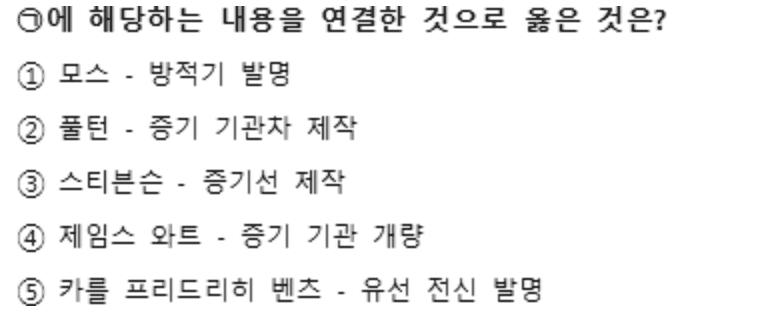 ㉠에 해당하는 내용을 연결한 것으로 옳은 것은?
① 모스 - 방적기 발명
② 풀턴 - 증기 기관차 제작
③ 스티븐슨 - 증기선 제작
④ 제임스 와트 - 증기 기관 개량
⑤ 카를 프리드리히 벤츠 - 유선 전신 발명